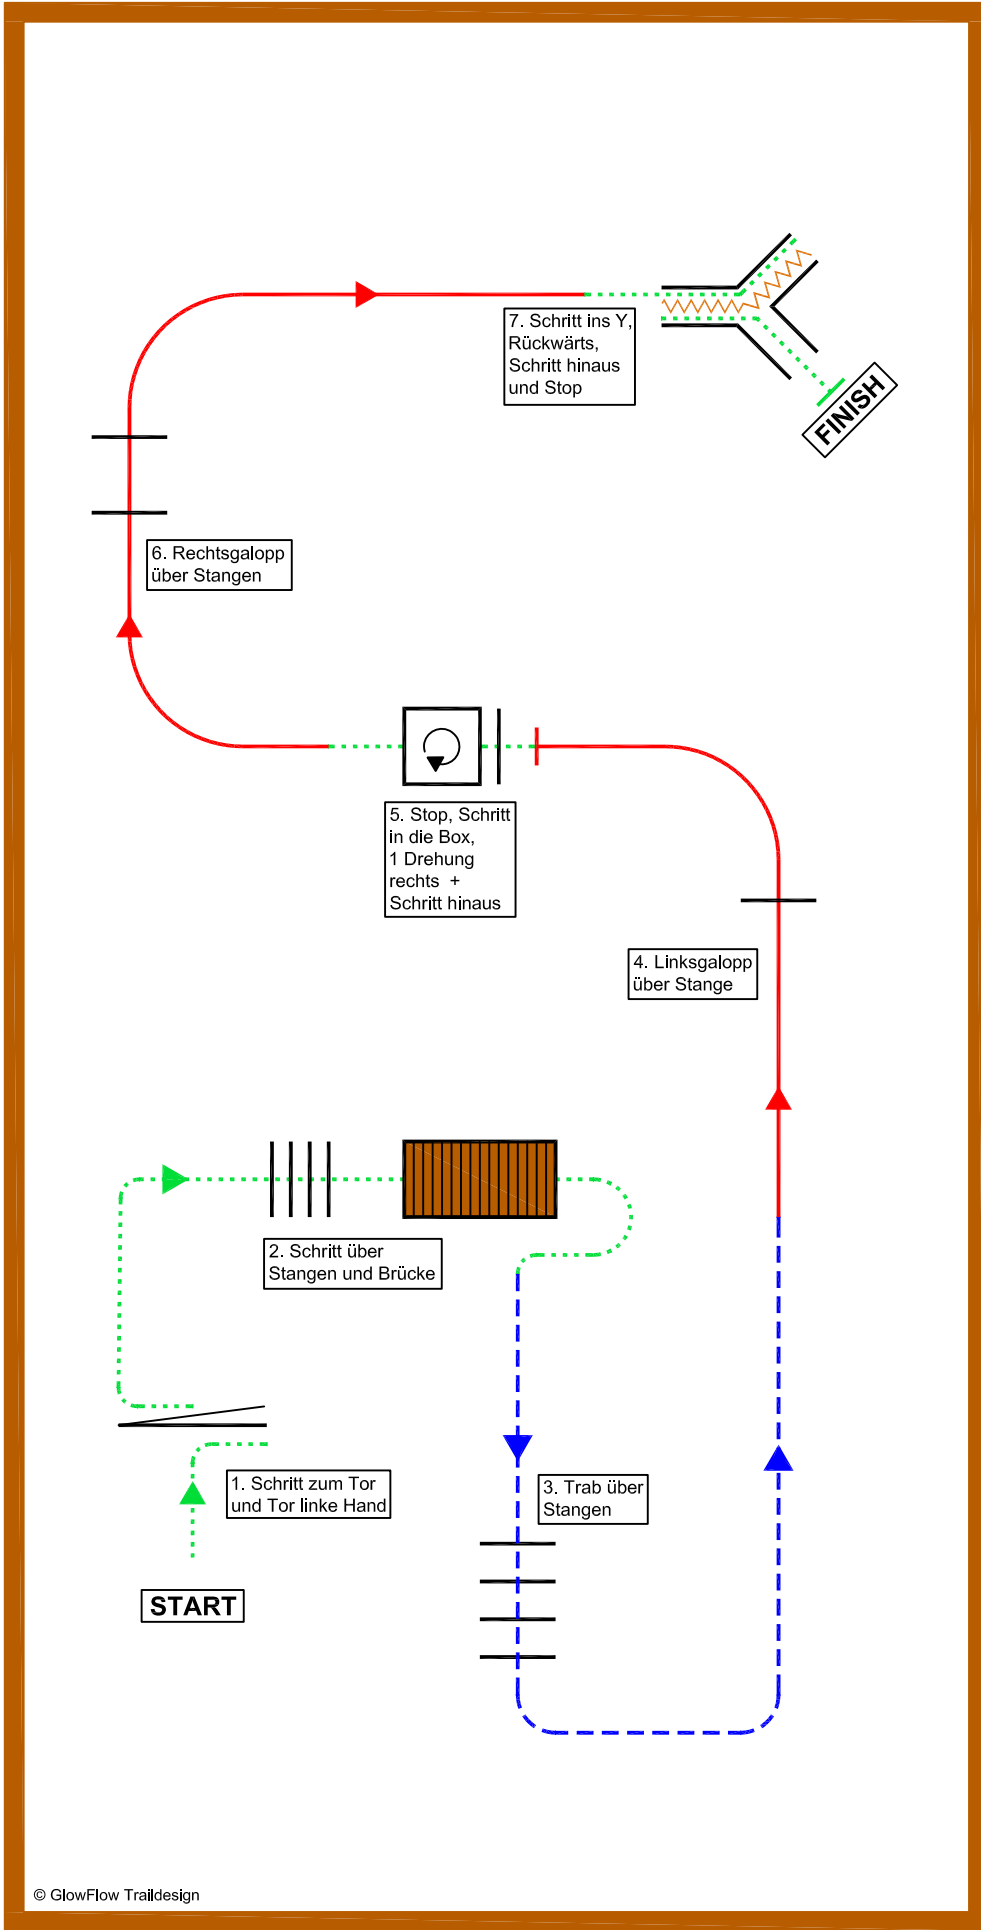 7. Schritt ins Y,
Rückwärts,
Schritt hinaus
und Stop
FINISH
6. Rechtsgalopp
über Stangen
5. Stop, Schritt
in die Box,
1 Drehung
rechts +
Schritt hinaus
4. Linksgalopp
über Stange
2. Schritt über
Stangen und Brücke
1. Schritt zum Tor
und Tor linke Hand
3. Trab über
Stangen
START
© GlowFlow Traildesign